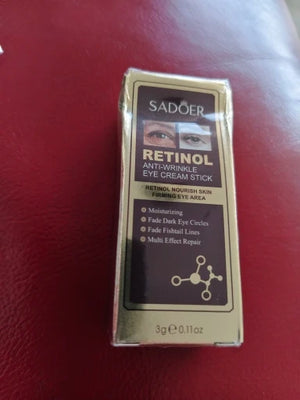 SADOER
RETINOL
ANTI-WRINKLE
EYE CREAM STICK
RETINOL NOURISH SKIN
FIRMING EYE AREA
Moisturizing
Fade Dark Eye Circles
Fade Fishtail Lines
Multi Effect Repair
3g℮0.11oz